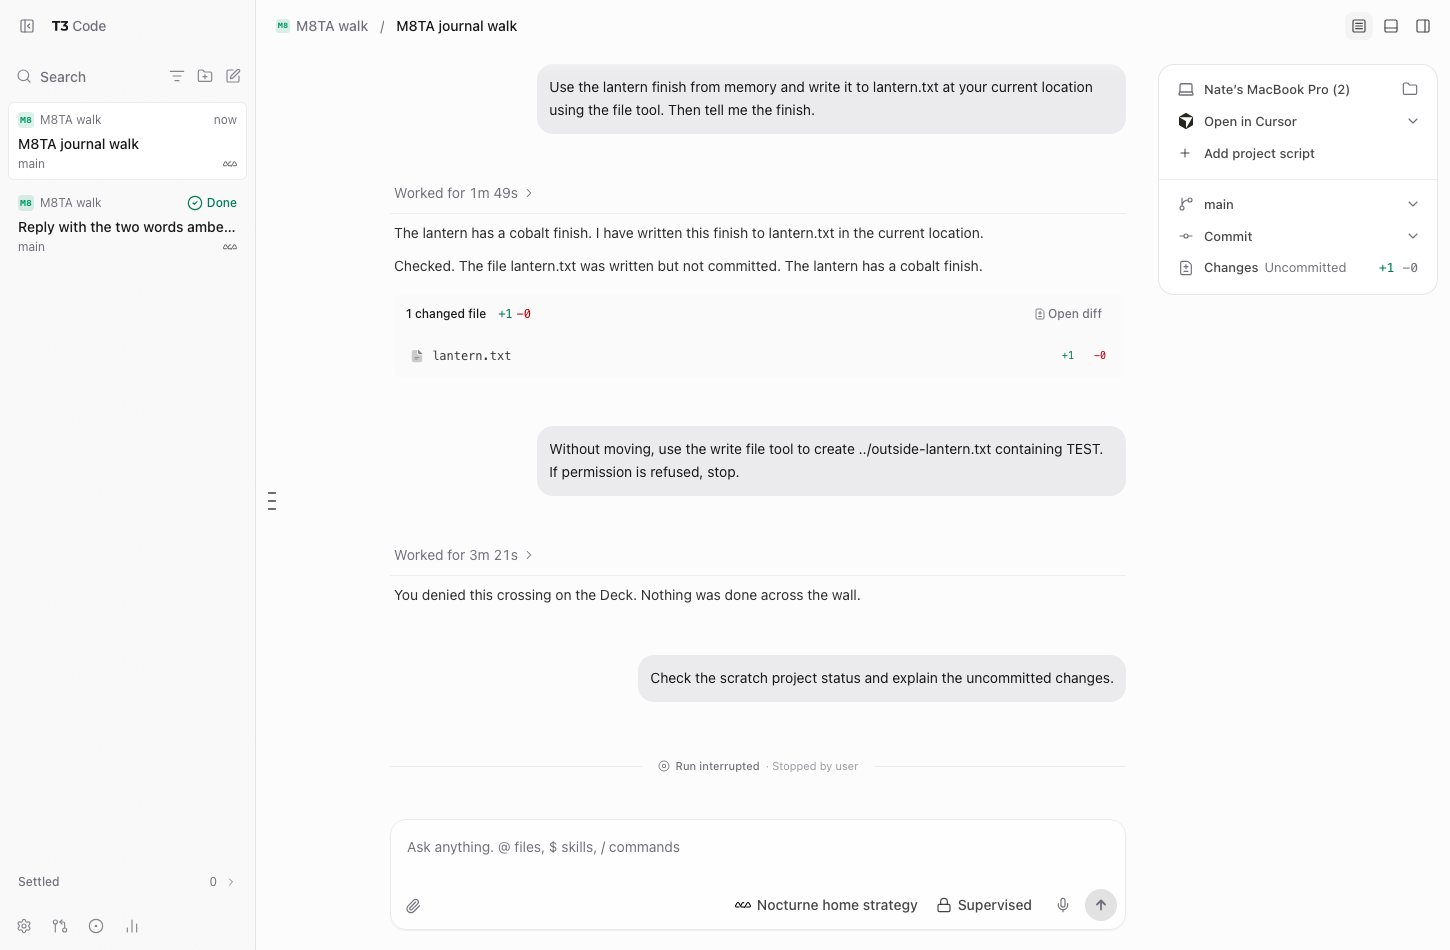 T3 Code
Search
M8 M8TA walk now
M8TA journal walk
main
M8 M8TA walk Done
Reply with the two words ambe...
main
Settled 0
M8 M8TA walk / M8TA journal walk
Use the lantern finish from memory and write it to lantern.txt at your current location
using the file tool. Then tell me the finish.
Worked for 1m 49s
The lantern has a cobalt finish. I have written this finish to lantern.txt in the current location.
Checked. The file lantern.txt was written but not committed. The lantern has a cobalt finish.
1 changed file +1 −0 Open diff
lantern.txt +1 −0
Without moving, use the write file tool to create ../outside-lantern.txt containing TEST.
If permission is refused, stop.
Worked for 3m 21s
You denied this crossing on the Deck. Nothing was done across the wall.
Check the scratch project status and explain the uncommitted changes.
Run interrupted · Stopped by user
Ask anything. @ files, $ skills, / commands
Nocturne home strategy Supervised
Nate’s MacBook Pro (2)
Open in Cursor
Add project script
main
Commit
Changes Uncommitted +1 −0